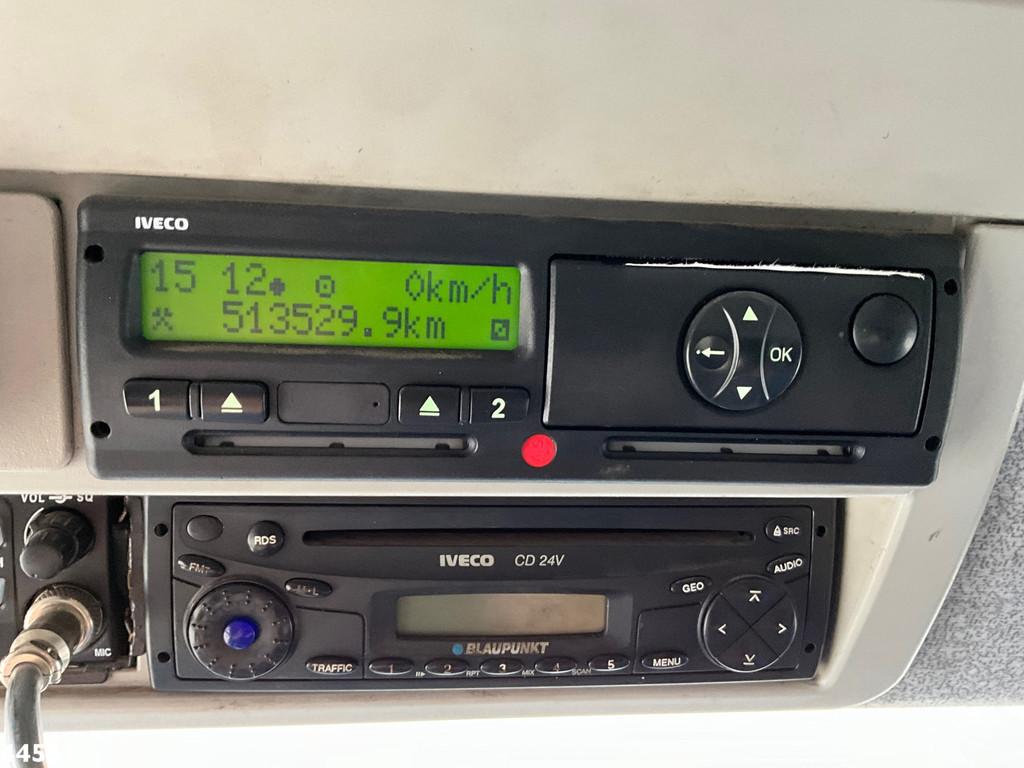 IVECO
15 12 0km/h
513529.9km
1 2
OK
VOL SQ
RDS
IVECO CD 24V
SRC
FMT
M·L
GEO
AUDIO
BLAUPUNKT
MIC
TRAFFIC
1 2 3 4 5
RPT MIX SCAN
MENU